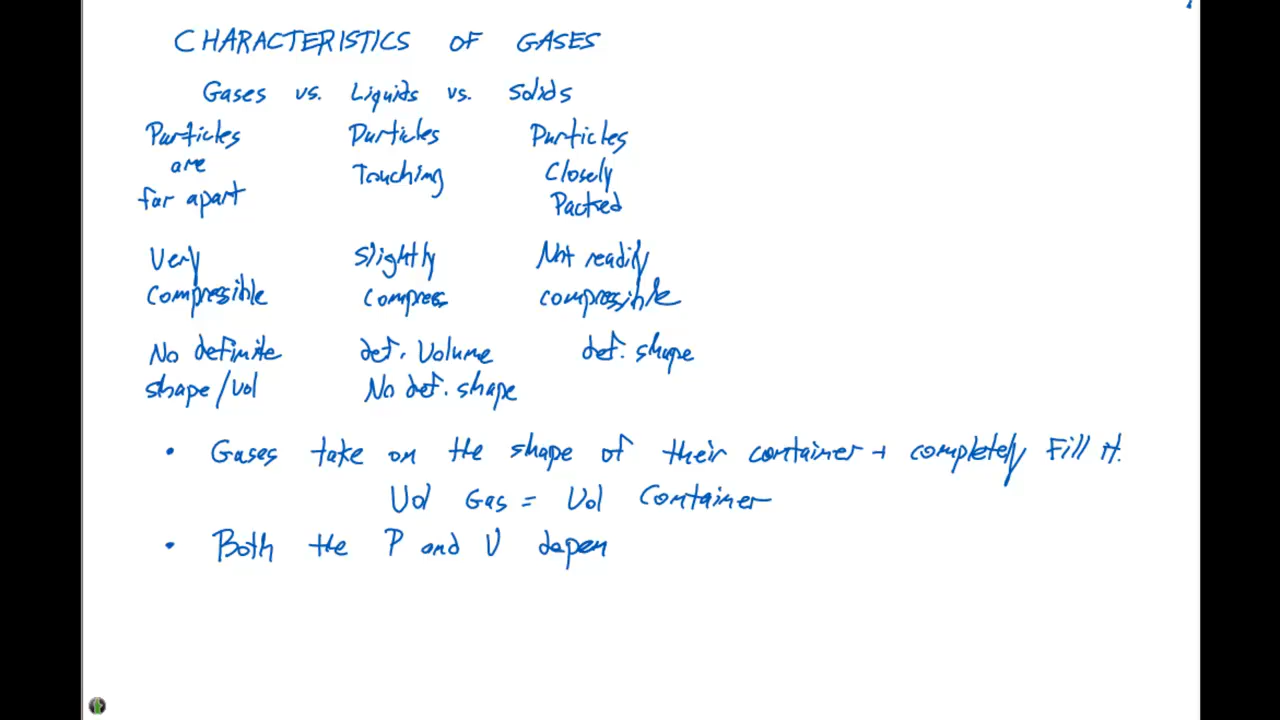 CHARACTERISTICS OF GASES
Gases vs. Liquids vs. Solids
Particles Particles Particles
are Touching Closely
far apart Packed
Very Slightly Not readily
compressible compress compressible
No definite def. Volume def. shape
shape/vol No def. shape
• Gases take on the shape of their container + completely Fill it.
Vol Gas = Vol Container
• Both the P and V depen